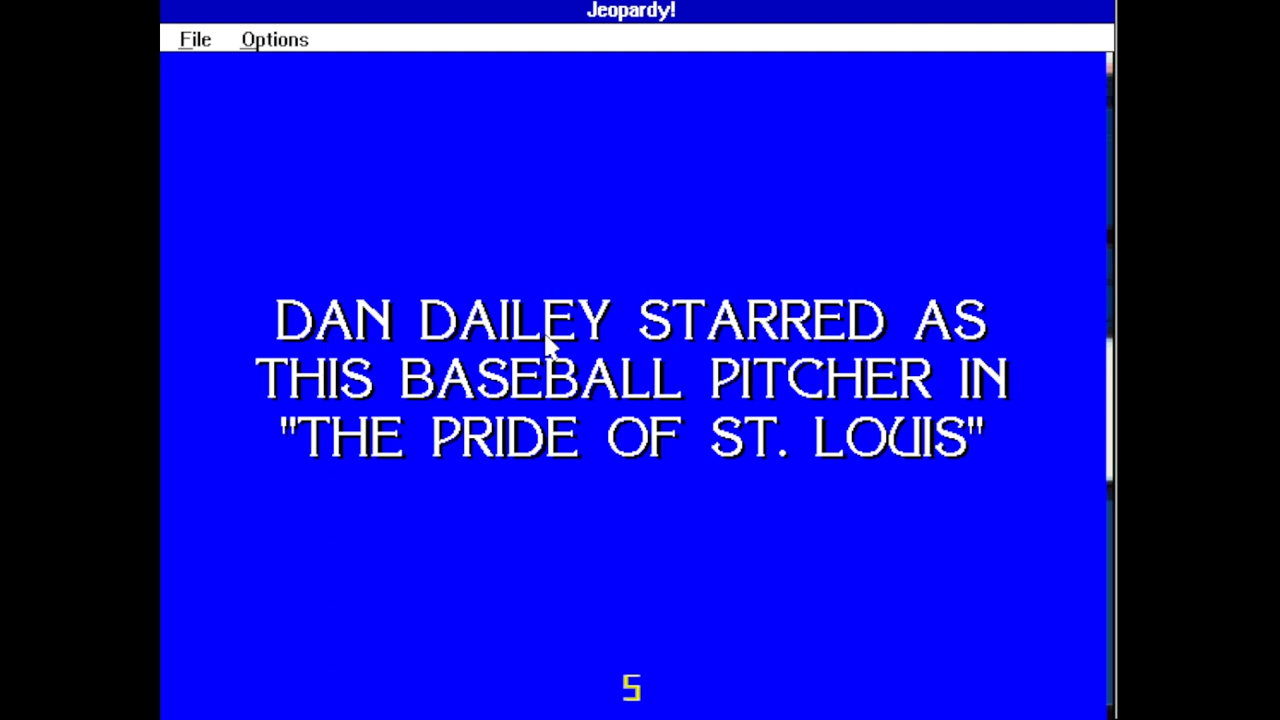 Jeopardy!
File Options
DAN DAILEY STARRED AS
THIS BASEBALL PITCHER IN
"THE PRIDE OF ST. LOUIS"
5